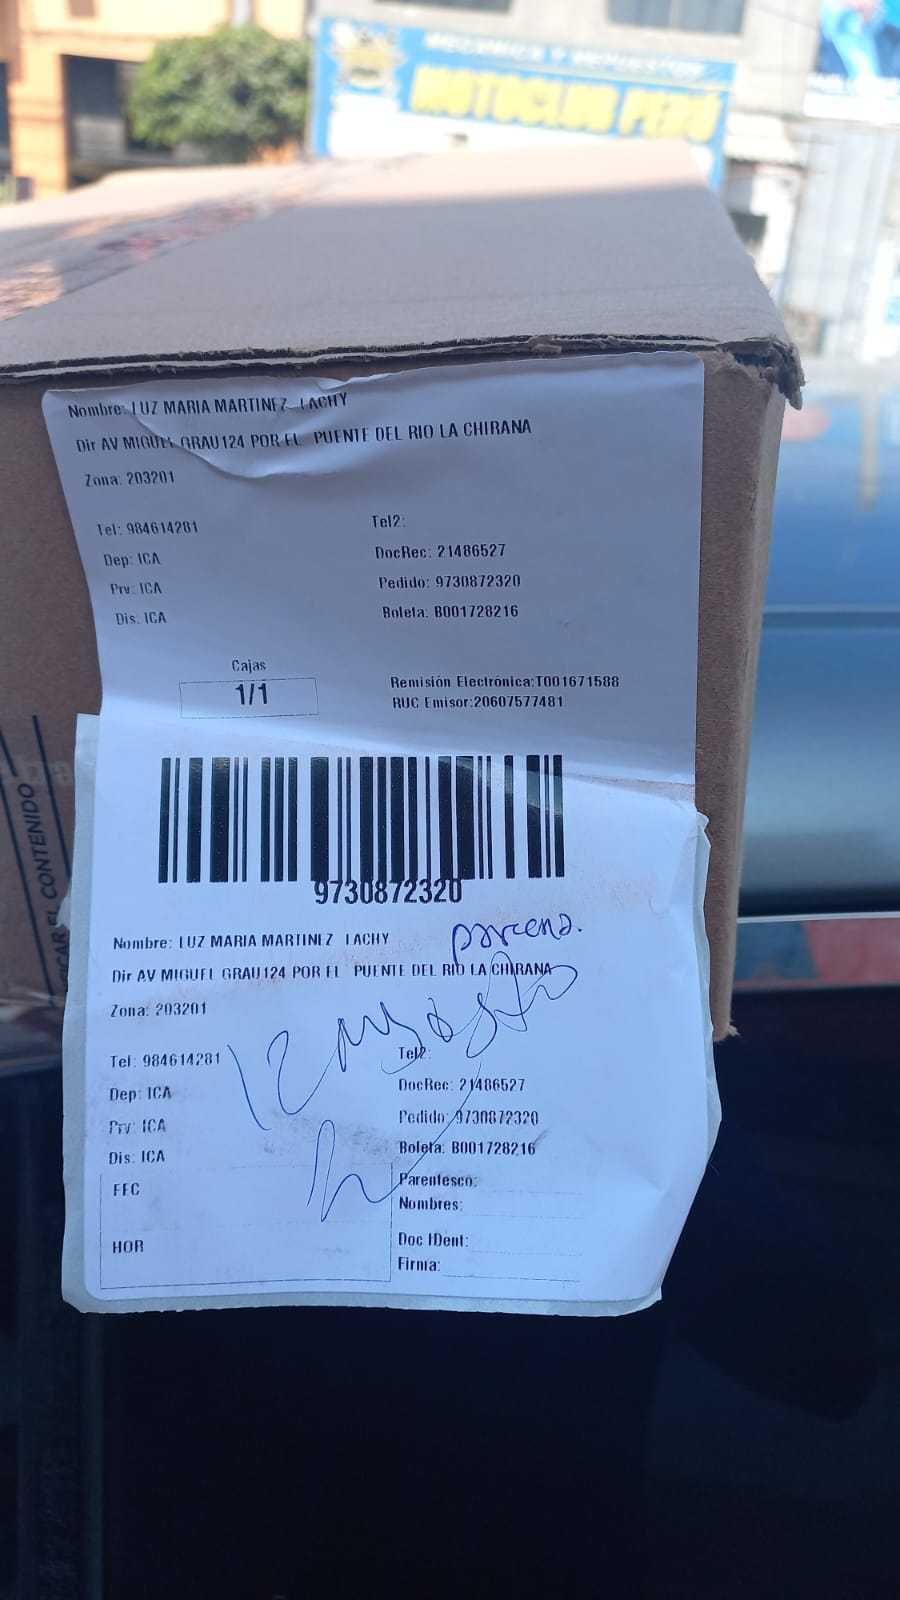 MECANICA Y REPUESTOS
MOTOCLUB PERÚ
Nombre: LUZ MARIA MARTINEZ LACHY
Dir AV MIGUEL GRAU124 POR EL PUENTE DEL RIO LA CHIRANA
Zona: 203201
Tel: 984614281
Tel2:
Dep: ICA
DocRec: 21486527
Prv: ICA
Pedido: 9730872320
Dis: ICA
Boleta: B001728216
Cajas
1/1
Remisión Electrónica:T001671588
RUC Emisor:20607577481
CAR EL CONTENIDO
9730872320
Nombre: LUZ MARIA MARTINEZ LACHY
Dir AV MIGUEL GRAU124 POR EL PUENTE DEL RIO LA CHIRANA
Zona: 203201
Tel: 984614281
Tel2:
Dep: ICA
DocRec: 21486527
Prv: ICA
Pedido: 9730872320
Dis: ICA
Boleta: B001728216
FEC
Parentesco:
Nombres:
HOR
Doc IDent:
Firma: